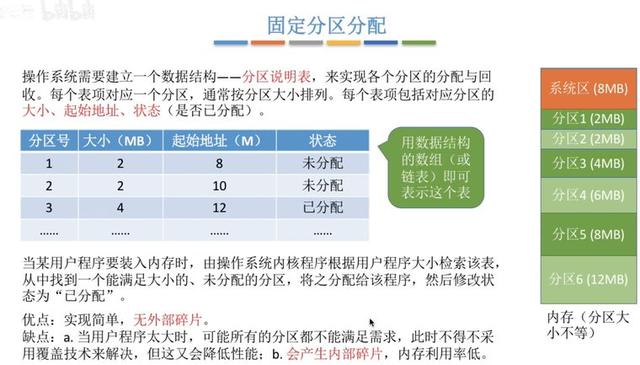 固定分区分配
操作系统需要建立一个数据结构——分区说明表，来实现各个分区的分配与回
收。每个表项对应一个分区，通常按分区大小排列。每个表项包括对应分区的
大小、起始地址、状态（是否已分配）。
分区号 大小（MB） 起始地址（M） 状态
1 2 8 未分配
2 2 10 未分配
3 4 12 已分配
…… …… …… ……
用数据结构
的数组（或
链表）即可
表示这个表
当某用户程序要装入内存时，由操作系统内核程序根据用户程序大小检索该表，
从中找到一个能满足大小的、未分配的分区，将之分配给该程序，然后修改状
态为“已分配”。
优点：实现简单，无外部碎片。
缺点：a. 当用户程序太大时，可能所有的分区都不能满足需求，此时不得不采
用覆盖技术来解决，但这又会降低性能；b. 会产生内部碎片，内存利用率低。
系统区 (8MB)
分区1 (2MB)
分区2 (2MB)
分区3 (4MB)
分区4 (6MB)
分区5 (8MB)
分区6 (12MB)
内存（分区大
小不等）